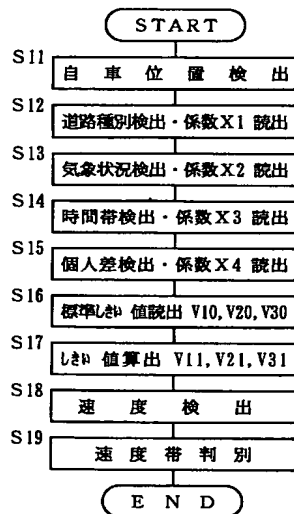 START
S11
自車位置検出
S12
道路種別検出・係数X1読出
S13
気象状況検出・係数X2読出
S14
時間帯検出・係数X3読出
S15
個人差検出・係数X4読出
S16
標準しきい値読出 V10,V20,V30
S17
しきい値算出 V11,V21,V31
S18
速度検出
S19
速度帯判別
END